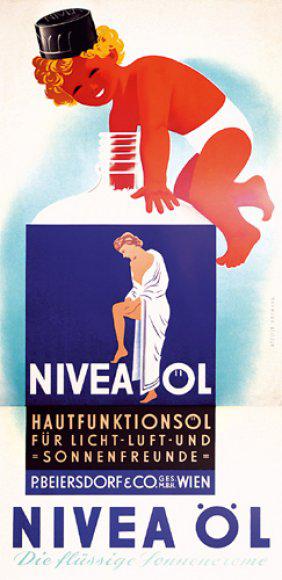 NIVEA ÖL
HAUTFUNKTIONSÖL
FÜR LICHT-LUFT-UND
=SONNENFREUNDE=
P. BEIERSDORF & CO. GES. M.B.H. WIEN
NIVEA ÖL
Die flüssige Sonnencreme